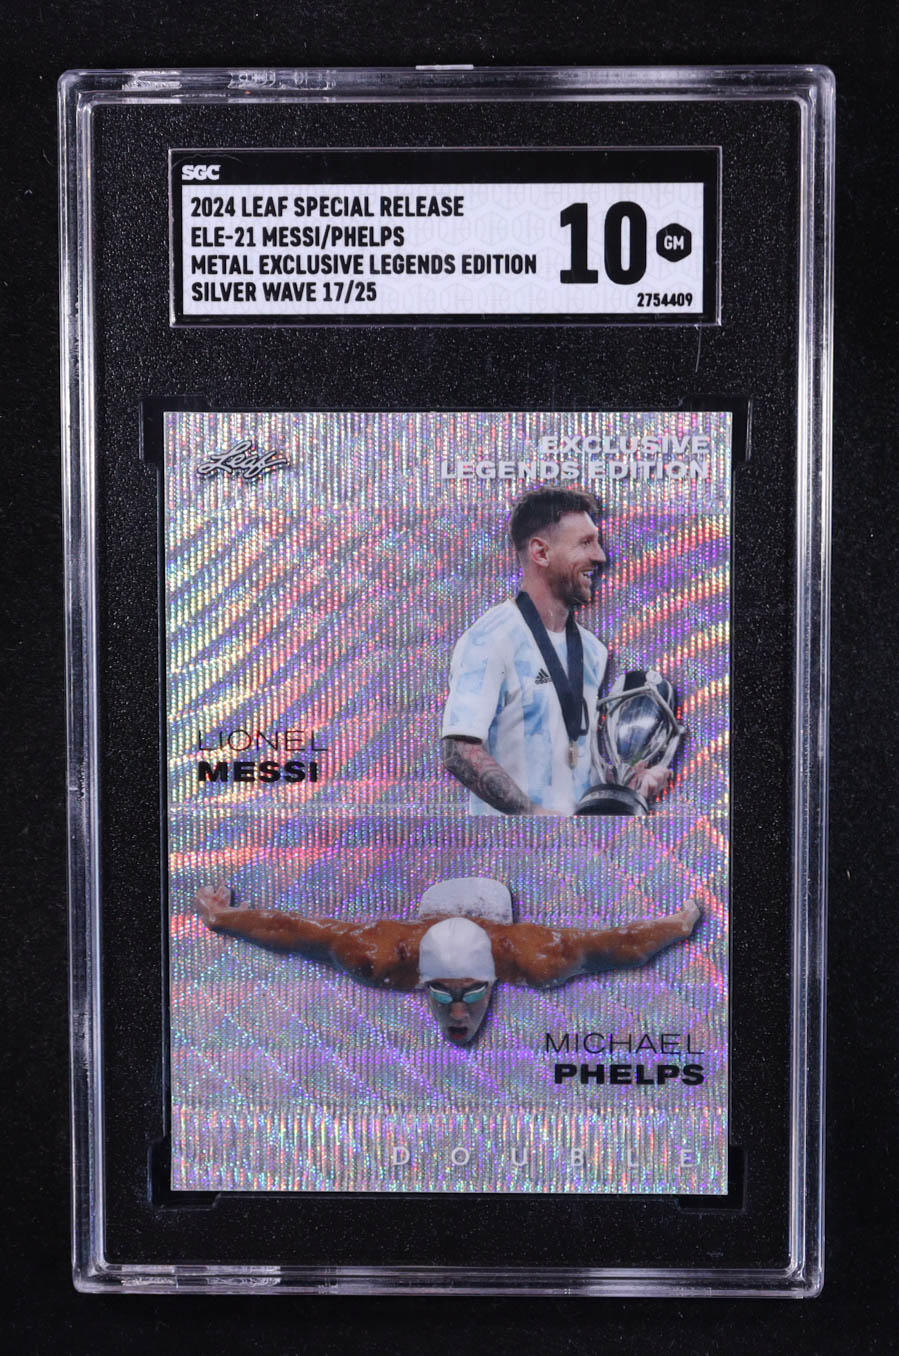 SGC
2024 LEAF SPECIAL RELEASE
ELE-21 MESSI/PHELPS
METAL EXCLUSIVE LEGENDS EDITION
SILVER WAVE 17/25
10
GM
2754409
Leaf
EXCLUSIVE
LEGENDS EDITION
LIONEL
MESSI
MICHAEL
PHELPS
DOUBLE